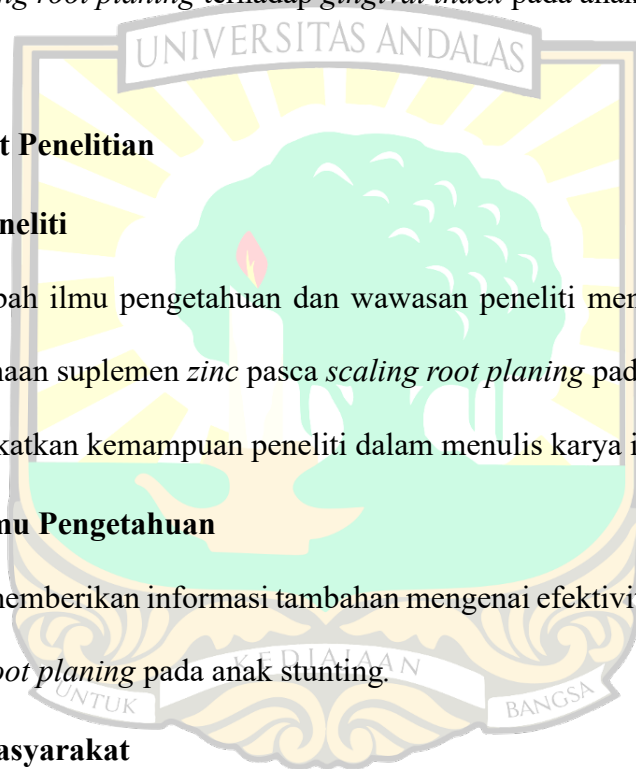 ng root planing terhadap gingival index pada anak
UNIVERSITAS ANDALAS
t Penelitian
neliti
bah ilmu pengetahuan dan wawasan peneliti men
naan suplemen zinc pasca scaling root planing pad
katkan kemampuan peneliti dalam menulis karya i
mu Pengetahuan
memberikan informasi tambahan mengenai efektivit
oot planing pada anak stunting.
KEDJAJAAN
UNTUK
BANGSA
asyarakat